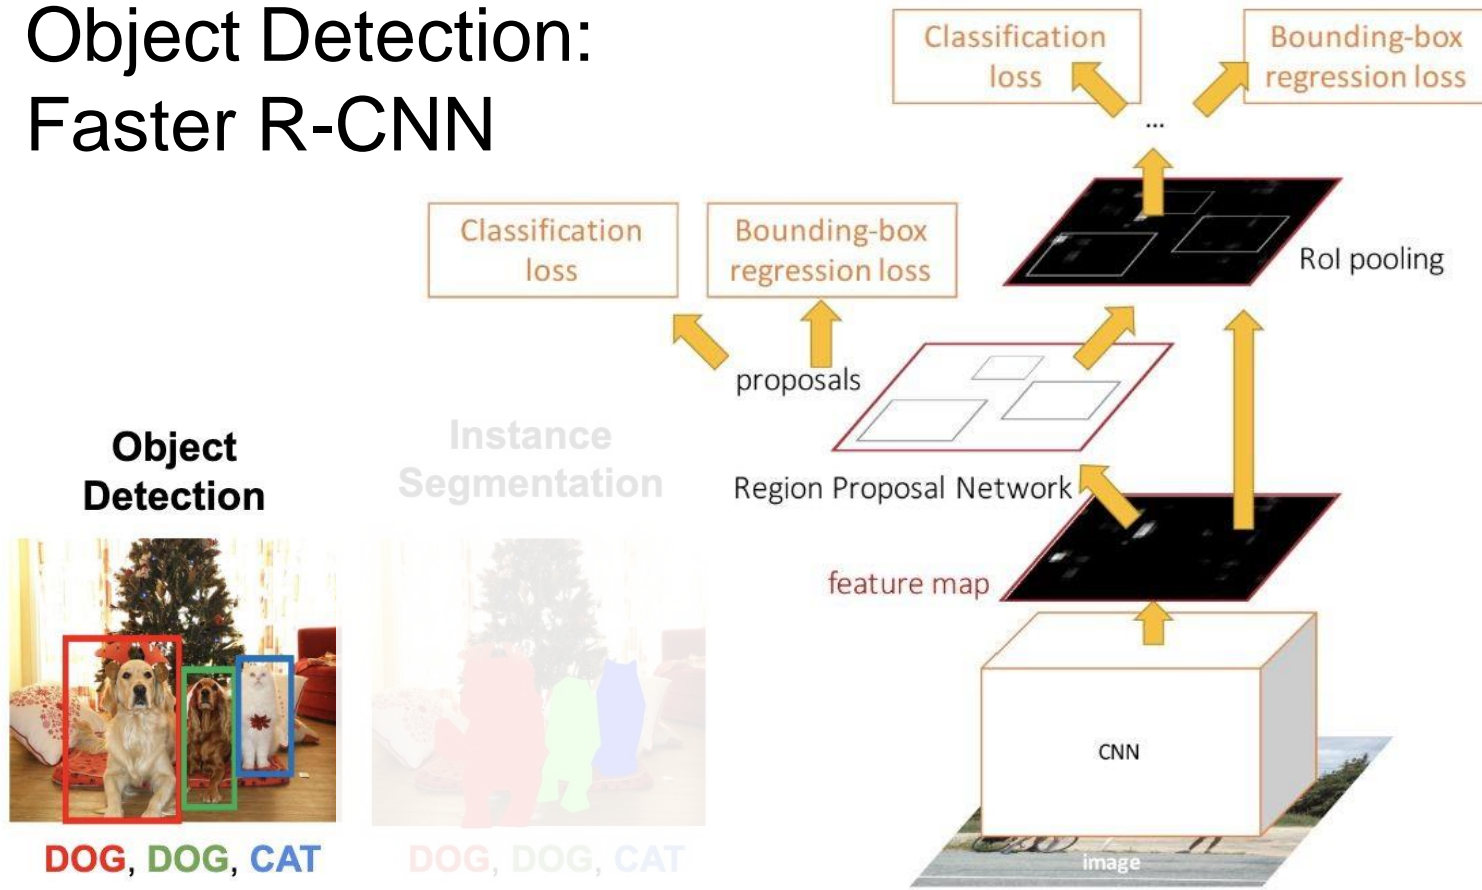 Object Detection:
Faster R-CNN
Classification
loss
Bounding-box
regression loss
...
Classification
loss
Bounding-box
regression loss
RoI pooling
proposals
Region Proposal Network
feature map
CNN
image
Object
Detection
DOG, DOG, CAT
Instance
Segmentation
DOG, DOG, CAT